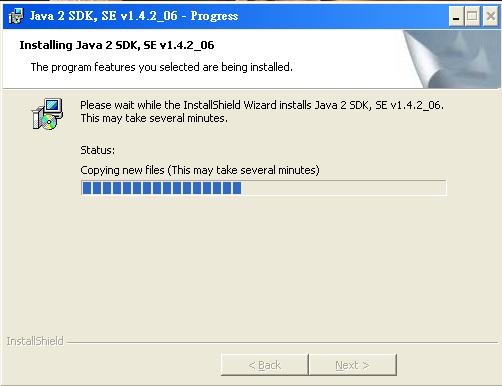 Java 2 SDK, SE v1.4.2_06 - Progress
Installing Java 2 SDK, SE v1.4.2_06
The program features you selected are being installed.
Please wait while the InstallShield Wizard installs Java 2 SDK, SE v1.4.2_06.
This may take several minutes.
Status:
Copying new files (This may take several minutes)
InstallShield
< Back
Next >